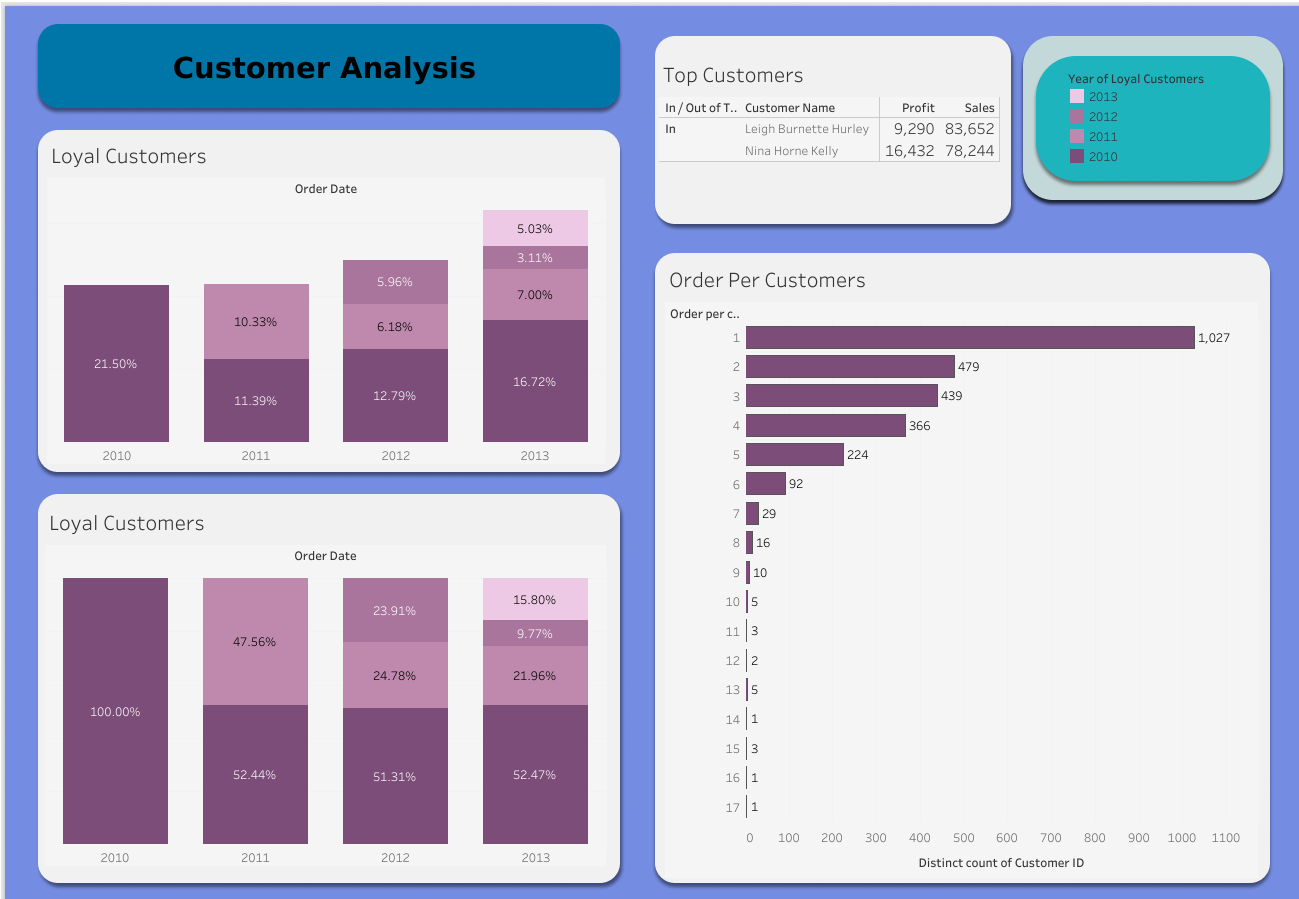 Customer Analysis
Loyal Customers
Order Date
5.03%
3.11%
5.96%
7.00%
10.33%
6.18%
21.50%
16.72%
12.79%
11.39%
2010 2011 2012 2013
Loyal Customers
Order Date
15.80%
23.91%
9.77%
47.56%
24.78% 21.96%
100.00%
52.44% 51.31% 52.47%
2010 2011 2012 2013
Top Customers
In / Out of T.. Customer Name Profit Sales
In Leigh Burnette Hurley 9,290 83,652
Nina Horne Kelly 16,432 78,244
Year of Loyal Customers
2013
2012
2011
2010
Order Per Customers
Order per c..
1 1,027
2 479
3 439
4 366
5 224
6 92
7 29
8 16
9 10
10 5
11 3
12 2
13 5
14 1
15 3
16 1
17 1
0 100 200 300 400 500 600 700 800 900 1000 1100
Distinct count of Customer ID